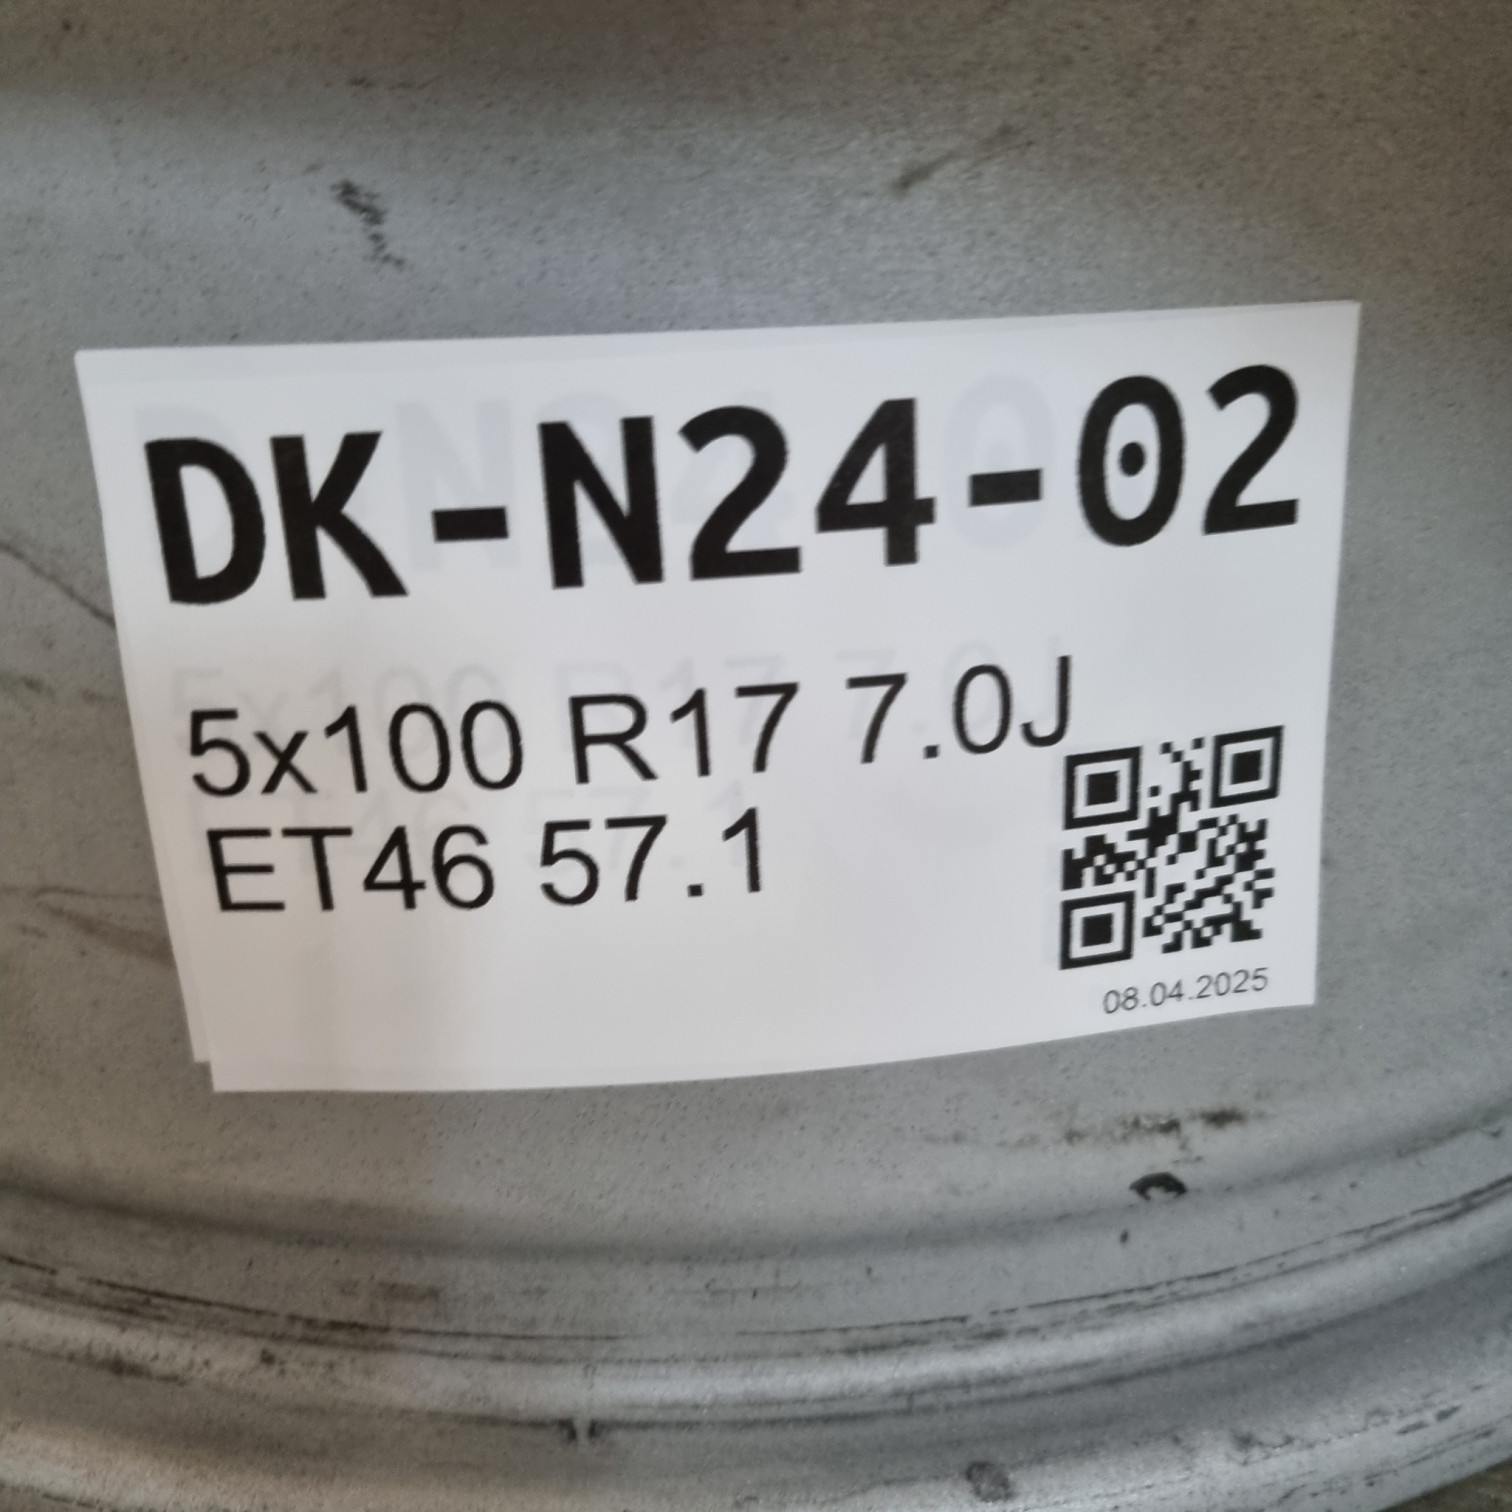 DK-N24-02
5x100 R17 7.0J
ET46 57.1
08.04.2025